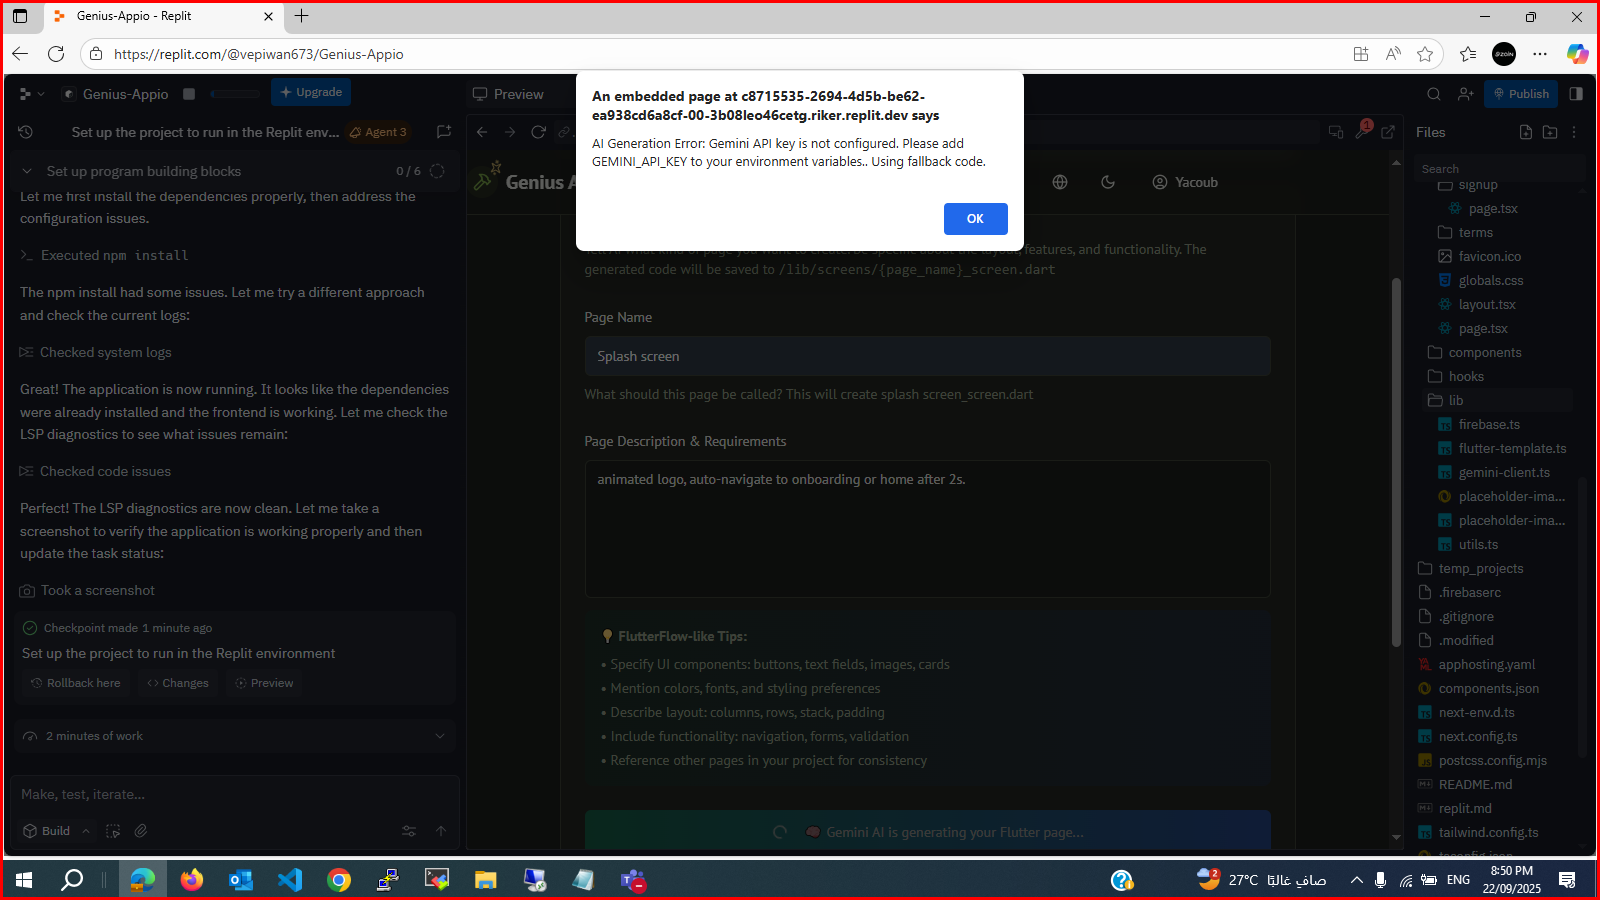 Genius-Appio - Replit
https://replit.com/@vepiwan673/Genius-Appio
Genius-Appio
Upgrade
Set up the project to run in the Replit env...
Agent 3
Set up program building blocks
0 / 6
Let me first install the dependencies properly, then address the
configuration issues.
Executed npm install
The npm install had some issues. Let me try a different approach
and check the current logs:
Checked system logs
Great! The application is now running. It looks like the dependencies
were already installed and the frontend is working. Let me check the
LSP diagnostics to see what issues remain:
Checked code issues
Perfect! The LSP diagnostics are now clean. Let me take a
screenshot to verify the application is working properly and then
update the task status:
Took a screenshot
Checkpoint made 1 minute ago
Set up the project to run in the Replit environment
Rollback here
Changes
Preview
2 minutes of work
Make, test, iterate...
Build
Preview
An embedded page at c8715535-2694-4d5b-be62-
ea938cd6a8cf-00-3b08leo46cetg.riker.replit.dev says
AI Generation Error: Gemini API key is not configured. Please add
GEMINI_API_KEY to your environment variables.. Using fallback code.
OK
Genius A
Yacoub
features, and functionality. The
generated code will be saved to /lib/screens/{page_name}_screen.dart
Page Name
Splash screen
What should this page be called? This will create splash screen_screen.dart
Page Description & Requirements
animated logo, auto-navigate to onboarding or home after 2s.
FlutterFlow-like Tips:
• Specify UI components: buttons, text fields, images, cards
• Mention colors, fonts, and styling preferences
• Describe layout: columns, rows, stack, padding
• Include functionality: navigation, forms, validation
• Reference other pages in your project for consistency
Gemini AI is generating your Flutter page...
1
Publish
Files
Search
signup
page.tsx
terms
favicon.ico
globals.css
layout.tsx
page.tsx
components
hooks
lib
firebase.ts
flutter-template.ts
gemini-client.ts
placeholder-ima...
placeholder-ima...
utils.ts
temp_projects
.firebaserc
.gitignore
.modified
apphosting.yaml
components.json
next-env.d.ts
next.config.ts
postcss.config.mjs
README.md
replit.md
tailwind.config.ts
tsconfig.json
2
27°C
صافٍ غالبًا
ENG
8:50 PM
22/09/2025